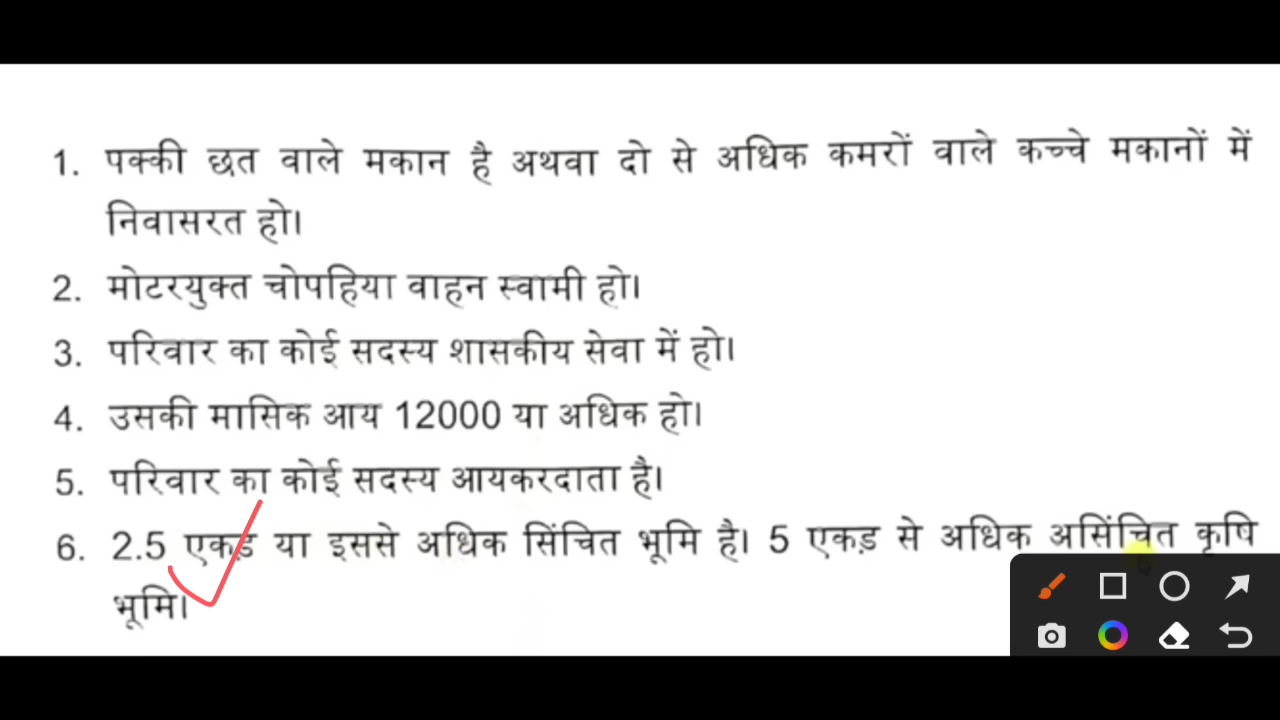 1. पक्की छत वाले मकान है अथवा दो से अधिक कमरों वाले कच्चे मकानों में
निवासरत हो।
2. मोटरयुक्त चोपहिया वाहन स्वामी हो।
3. परिवार का कोई सदस्य शासकीय सेवा में हो।
4. उसकी मासिक आय 12000 या अधिक हो।
5. परिवार का कोई सदस्य आयकरदाता है।
6. 2.5 एकड़ या इससे अधिक सिंचित भूमि है। 5 एकड़ से अधिक असिंचित कृषि
भूमि।